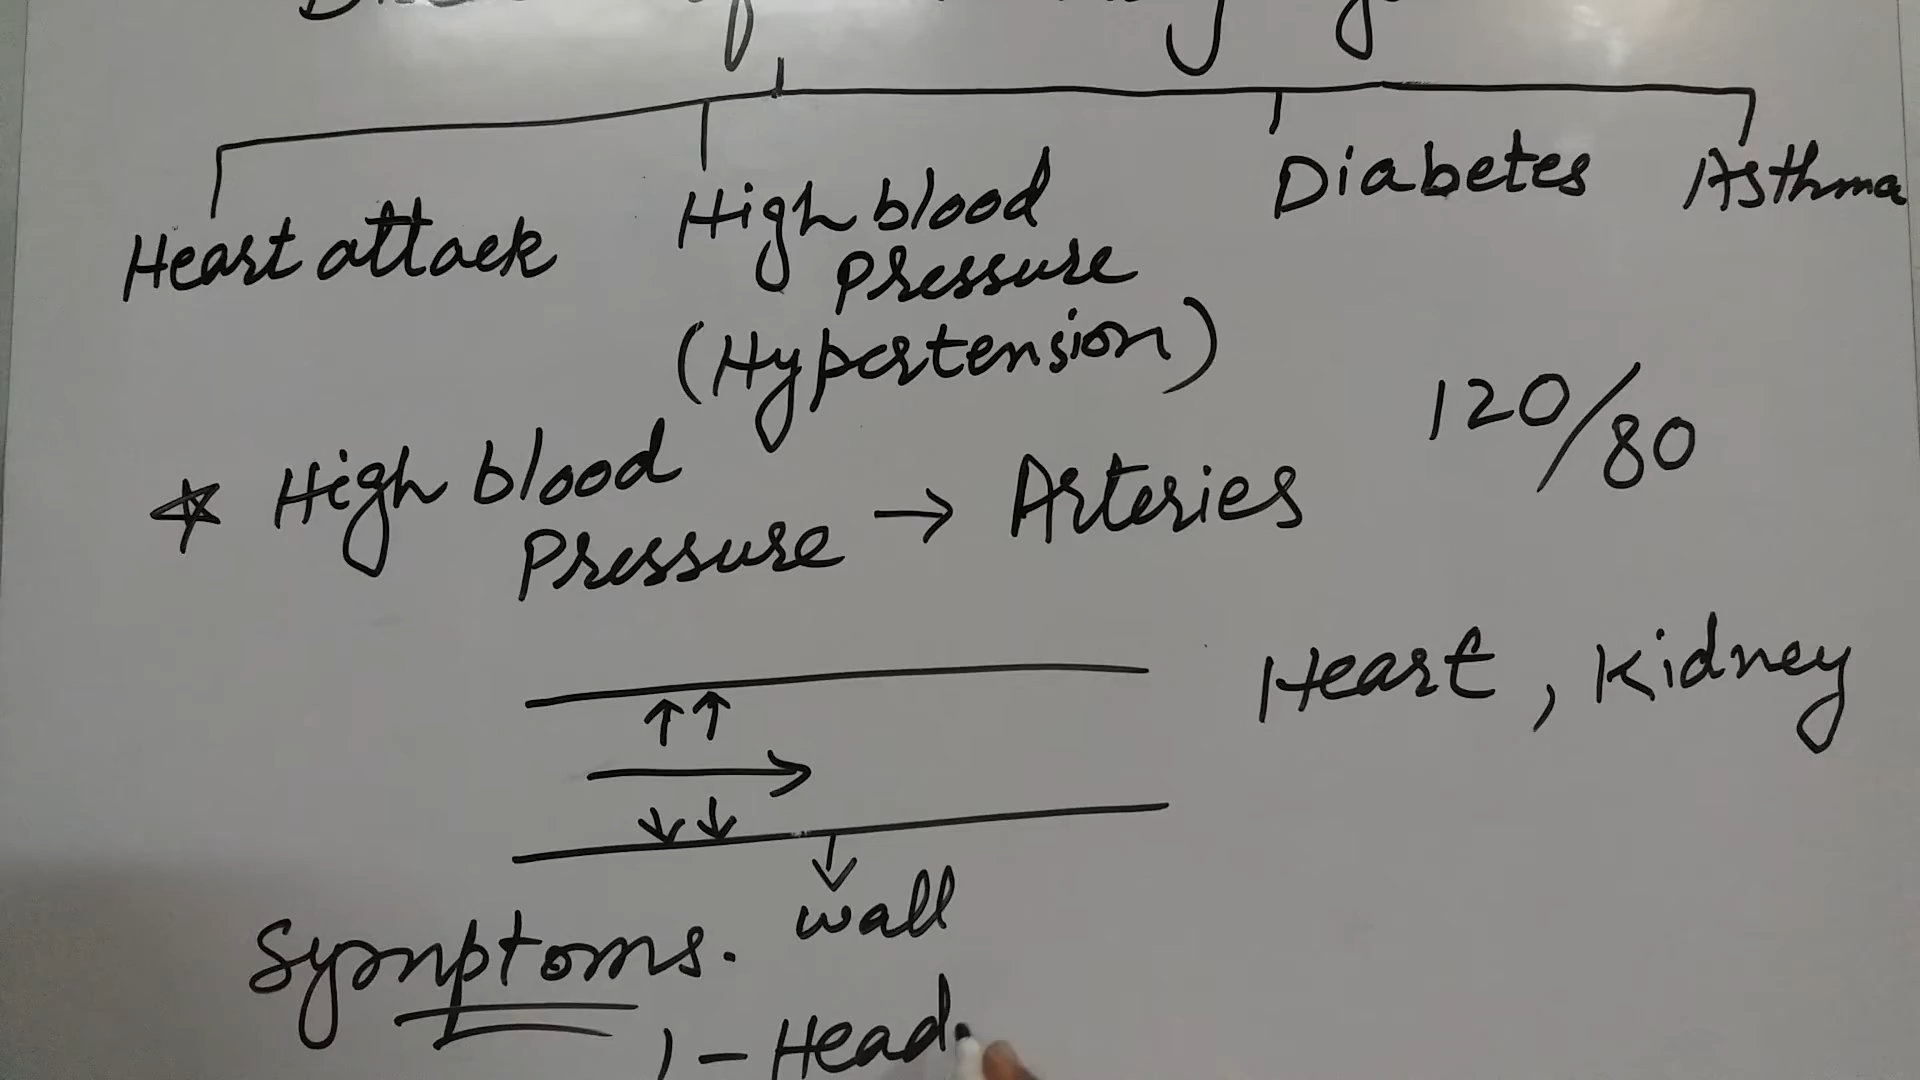 Heart attack
High blood
Pressure
(Hypertension)
Diabetes
Asthma
120/80
High blood
Pressure → Arteries
Heart, Kidney
wall
Symptoms.
1 - Head